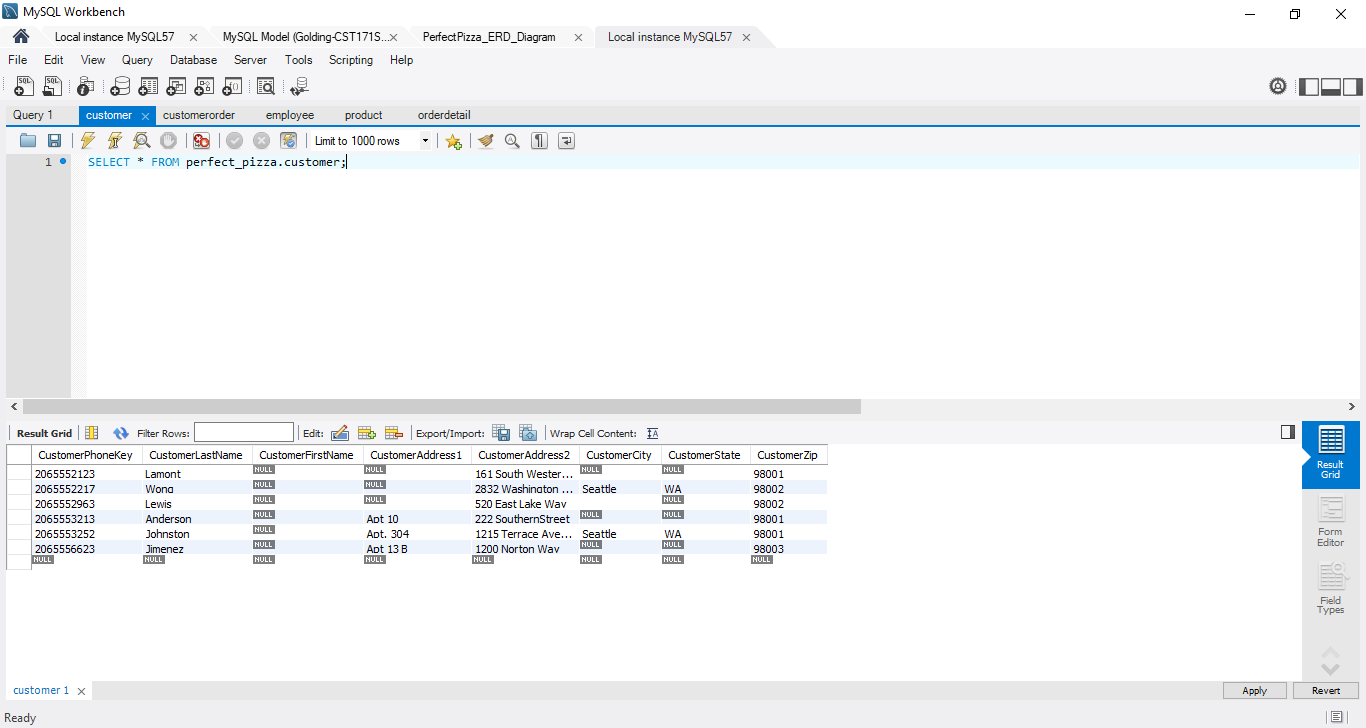 MySQL Workbench
Local instance MySQL57 MySQL Model (Golding-CST171S... PerfectPizza_ERD_Diagram Local instance MySQL57
File Edit View Query Database Server Tools Scripting Help
Query 1 customer customerorder employee product orderdetail
Limit to 1000 rows
1 SELECT * FROM perfect_pizza.customer;
Result Grid Filter Rows: Edit: Export/Import: Wrap Cell Content:
CustomerPhoneKey CustomerLastName CustomerFirstName CustomerAddress1 CustomerAddress2 CustomerCity CustomerState CustomerZip
2065552123 Lamont NULL NULL 161 South Wester... NULL NULL 98001
2065552217 Wong NULL NULL 2832 Washington ... Seattle WA 98002
2065552963 Lewis NULL NULL 520 East Lake Way NULL 98002
2065553213 Anderson NULL Apt 10 222 SouthernStreet NULL NULL 98001
2065553252 Johnston NULL Apt. 304 1215 Terrace Ave... Seattle WA 98001
2065556623 Jimenez NULL Apt 13 B 1200 Norton Way NULL NULL 98003
NULL NULL NULL NULL NULL NULL NULL NULL
Result
Grid
Form
Editor
Field
Types
customer 1 Apply Revert
Ready